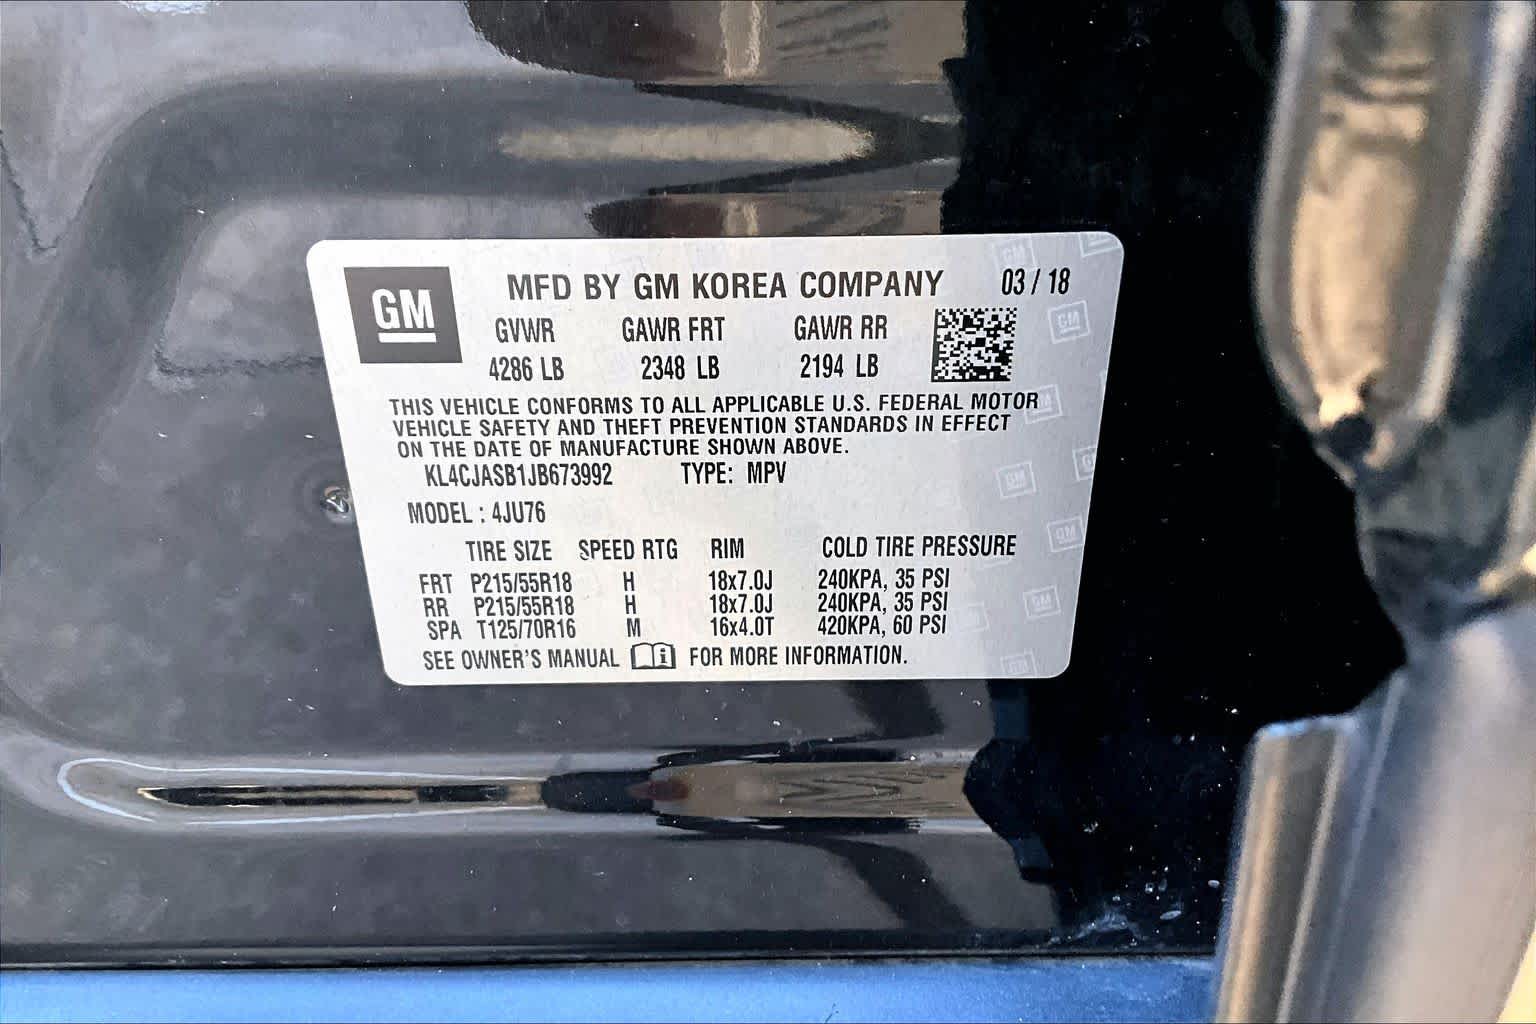 GM
MFD BY GM KOREA COMPANY 03 / 18
GVWR GAWR FRT GAWR RR
4286 LB 2348 LB 2194 LB
THIS VEHICLE CONFORMS TO ALL APPLICABLE U.S. FEDERAL MOTOR
VEHICLE SAFETY AND THEFT PREVENTION STANDARDS IN EFFECT
ON THE DATE OF MANUFACTURE SHOWN ABOVE.
KL4CJASB1JB673992 TYPE: MPV
MODEL : 4JU76
TIRE SIZE SPEED RTG RIM COLD TIRE PRESSURE
FRT P215/55R18 H 18x7.0J 240KPA, 35 PSI
RR P215/55R18 H 18x7.0J 240KPA, 35 PSI
SPA T125/70R16 M 16x4.0T 420KPA, 60 PSI
SEE OWNER'S MANUAL FOR MORE INFORMATION.